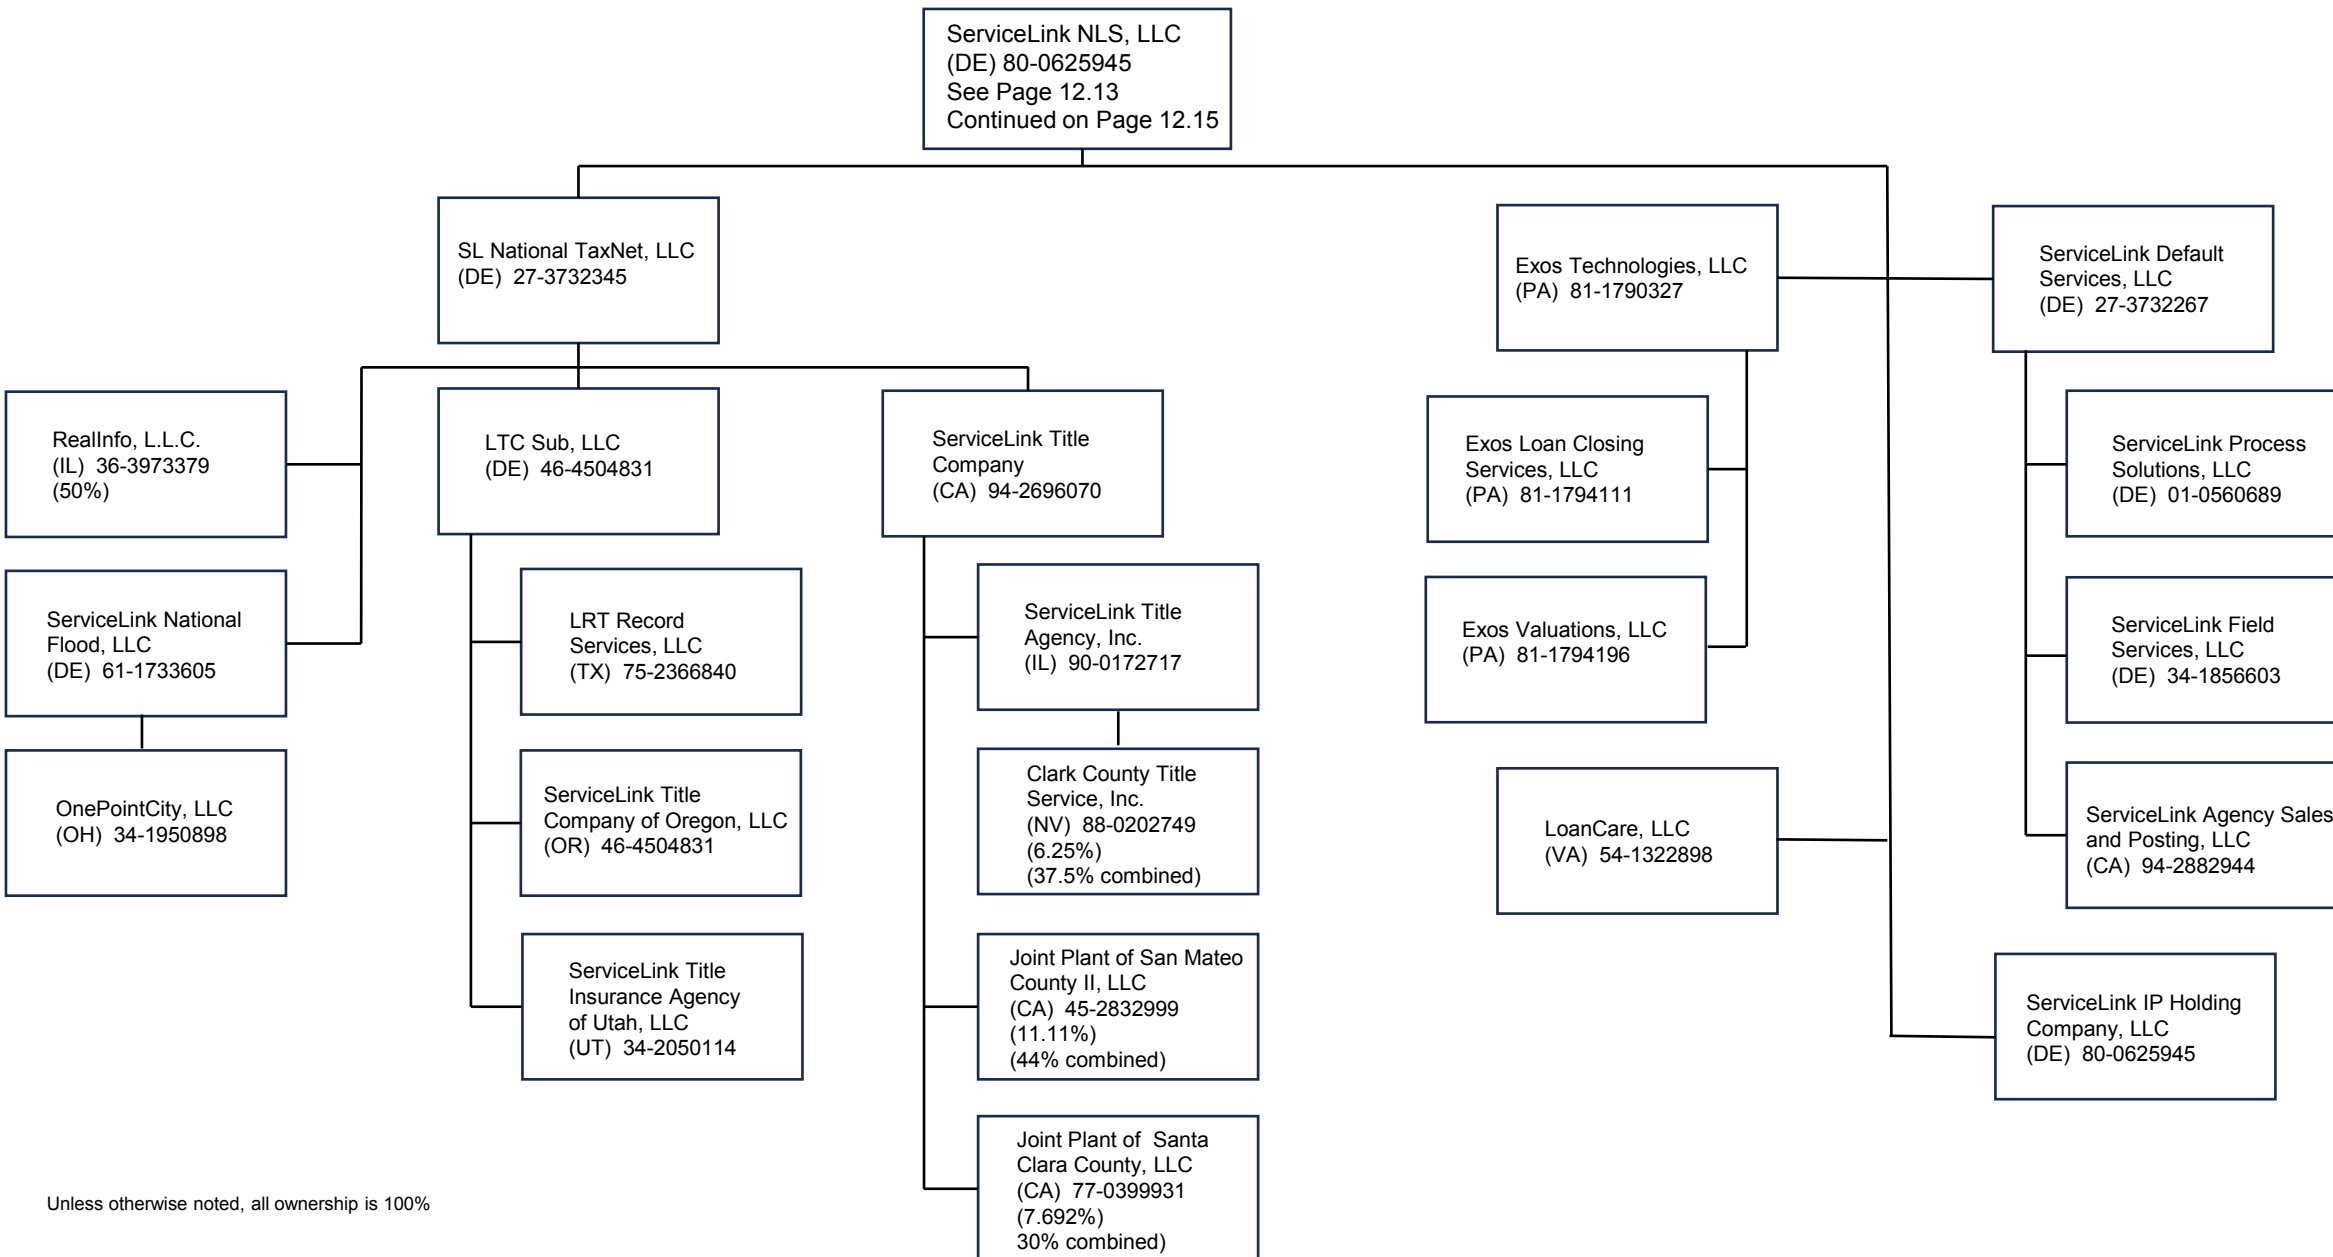 ServiceLink NLS, LLC
(DE) 80-0625945
See Page 12.13
Continued on Page 12.15
SL National TaxNet, LLC
(DE) 27-3732345
Exos Technologies, LLC
(PA) 81-1790327
ServiceLink Default
Services, LLC
(DE) 27-3732267
RealInfo, L.L.C.
(IL) 36-3973379
(50%)
LTC Sub, LLC
(DE) 46-4504831
ServiceLink Title
Company
(CA) 94-2696070
Exos Loan Closing
Services, LLC
(PA) 81-1794111
ServiceLink Process
Solutions, LLC
(DE) 01-0560689
ServiceLink National
Flood, LLC
(DE) 61-1733605
LRT Record
Services, LLC
(TX) 75-2366840
ServiceLink Title
Agency, Inc.
(IL) 90-0172717
Exos Valuations, LLC
(PA) 81-1794196
ServiceLink Field
Services, LLC
(DE) 34-1856603
OnePointCity, LLC
(OH) 34-1950898
ServiceLink Title
Company of Oregon, LLC
(OR) 46-4504831
Clark County Title
Service, Inc.
(NV) 88-0202749
(6.25%)
(37.5% combined)
LoanCare, LLC
(VA) 54-1322898
ServiceLink Agency Sales
and Posting, LLC
(CA) 94-2882944
ServiceLink Title
Insurance Agency
of Utah, LLC
(UT) 34-2050114
Joint Plant of San Mateo
County II, LLC
(CA) 45-2832999
(11.11%)
(44% combined)
ServiceLink IP Holding
Company, LLC
(DE) 80-0625945
Joint Plant of Santa
Clara County, LLC
(CA) 77-0399931
(7.692%)
30% combined)
Unless otherwise noted, all ownership is 100%